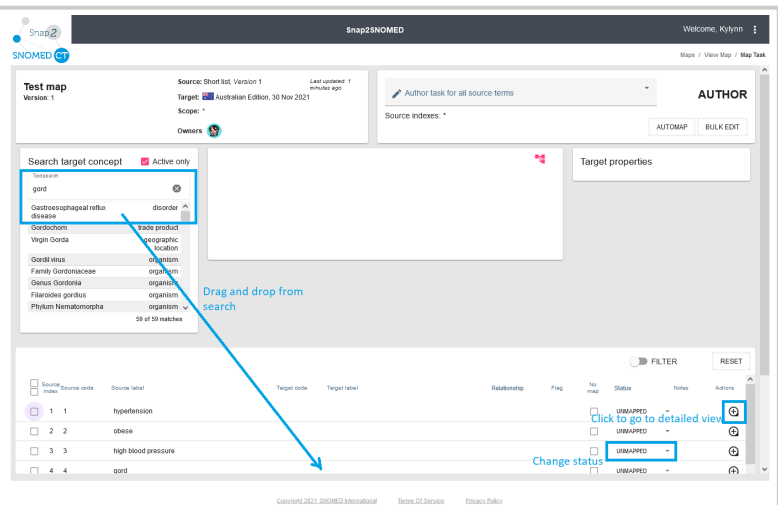 Snap2
SNOMED CT
Snap2SNOMED
Welcome, Kylynn
Maps / View Map / Map Task
Test map
Version: 1
Source: Short list, Version 1
Last updated: 1 minutes ago
Target: Australian Edition, 30 Nov 2021
Scope: *
Owners
Author task for all source terms
AUTHOR
Source indexes: *
AUTOMAP
BULK EDIT
Search target concept
Active only
Text search
gord
Gastroesophageal reflux disease disorder
Gordochom trade product
Virgin Gorda geographic location
Gordil virus organism
Family Gordoniaceae organism
Genus Gordonia organism
Filaroides gordius organism
Phylum Nematomorpha organism
59 of 59 matches
Target properties
Drag and drop from search
FILTER
RESET
Source index Source code Source label Target code Target label Relationship Flag No map Status Notes Actions
1 1 hypertension UNMAPPED
Click to go to detailed view
2 2 obese UNMAPPED
3 3 high blood pressure UNMAPPED
Change status
4 4 gord UNMAPPED
Copyright 2021 SNOMED International Terms Of Service Privacy Policy